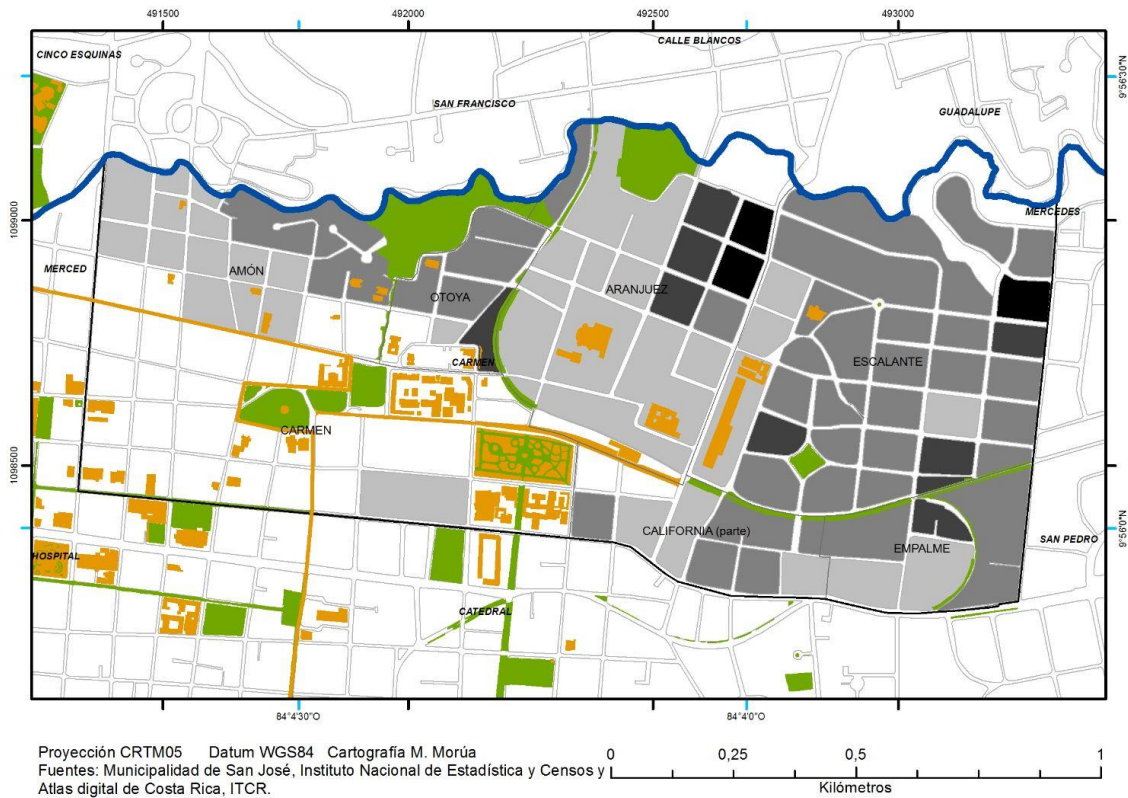 491500
492000
492500
493000
CINCO ESQUINAS
CALLE BLANCOS
9°56'30"N
SAN FRANCISCO
GUADALUPE
1099000
MERCEDES
MERCED
AMÓN
OTOYA
ARANJUEZ
CARMEN
ESCALANTE
CARMEN
1098500
CALIFORNIA (parte)
EMPALME
SAN PEDRO
9°56'0"N
HOSPITAL
CATEDRAL
84°4'30"O
84°4'0"O
Proyección CRTM05 Datum WGS84 Cartografía M. Morúa
Fuentes: Municipalidad de San José, Instituto Nacional de Estadística y Censos y
Atlas digital de Costa Rica, ITCR.
0 0,25 0,5 1
Kilómetros